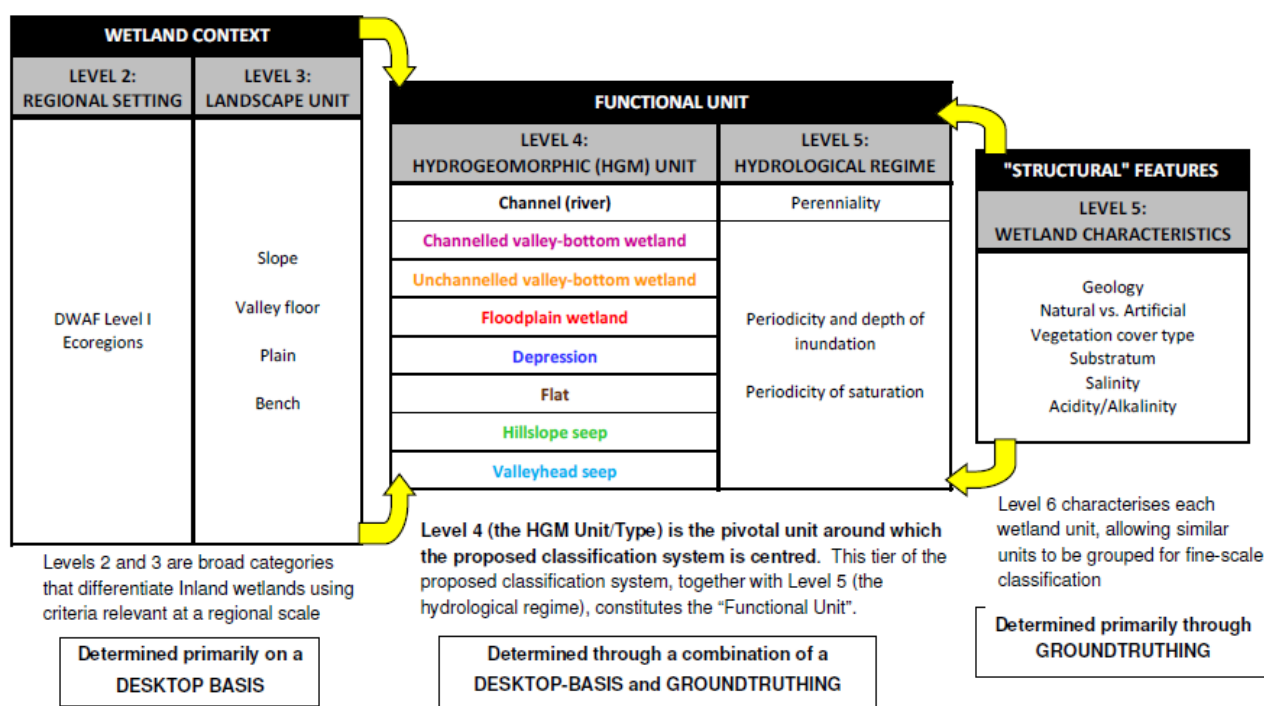 WETLAND CONTEXT
LEVEL 2:
REGIONAL SETTING
LEVEL 3:
LANDSCAPE UNIT
DWAF Level I
Ecoregions
Slope
Valley floor
Plain
Bench
Levels 2 and 3 are broad categories
that differentiate Inland wetlands using
criteria relevant at a regional scale
Determined primarily on a
DESKTOP BASIS
FUNCTIONAL UNIT
LEVEL 4:
HYDROGEOMORPHIC (HGM) UNIT
LEVEL 5:
HYDROLOGICAL REGIME
Channel (river)
Perenniality
Channelled valley-bottom wetland
Unchannelled valley-bottom wetland
Floodplain wetland
Depression
Flat
Hillslope seep
Valleyhead seep
Periodicity and depth of
inundation
Periodicity of saturation
Level 4 (the HGM Unit/Type) is the pivotal unit around which
the proposed classification system is centred. This tier of the
proposed classification system, together with Level 5 (the
hydrological regime), constitutes the “Functional Unit”.
Determined through a combination of a
DESKTOP-BASIS and GROUNDTRUTHING
"STRUCTURAL" FEATURES
LEVEL 5:
WETLAND CHARACTERISTICS
Geology
Natural vs. Artificial
Vegetation cover type
Substratum
Salinity
Acidity/Alkalinity
Level 6 characterises each
wetland unit, allowing similar
units to be grouped for fine-scale
classification
Determined primarily through
GROUNDTRUTHING